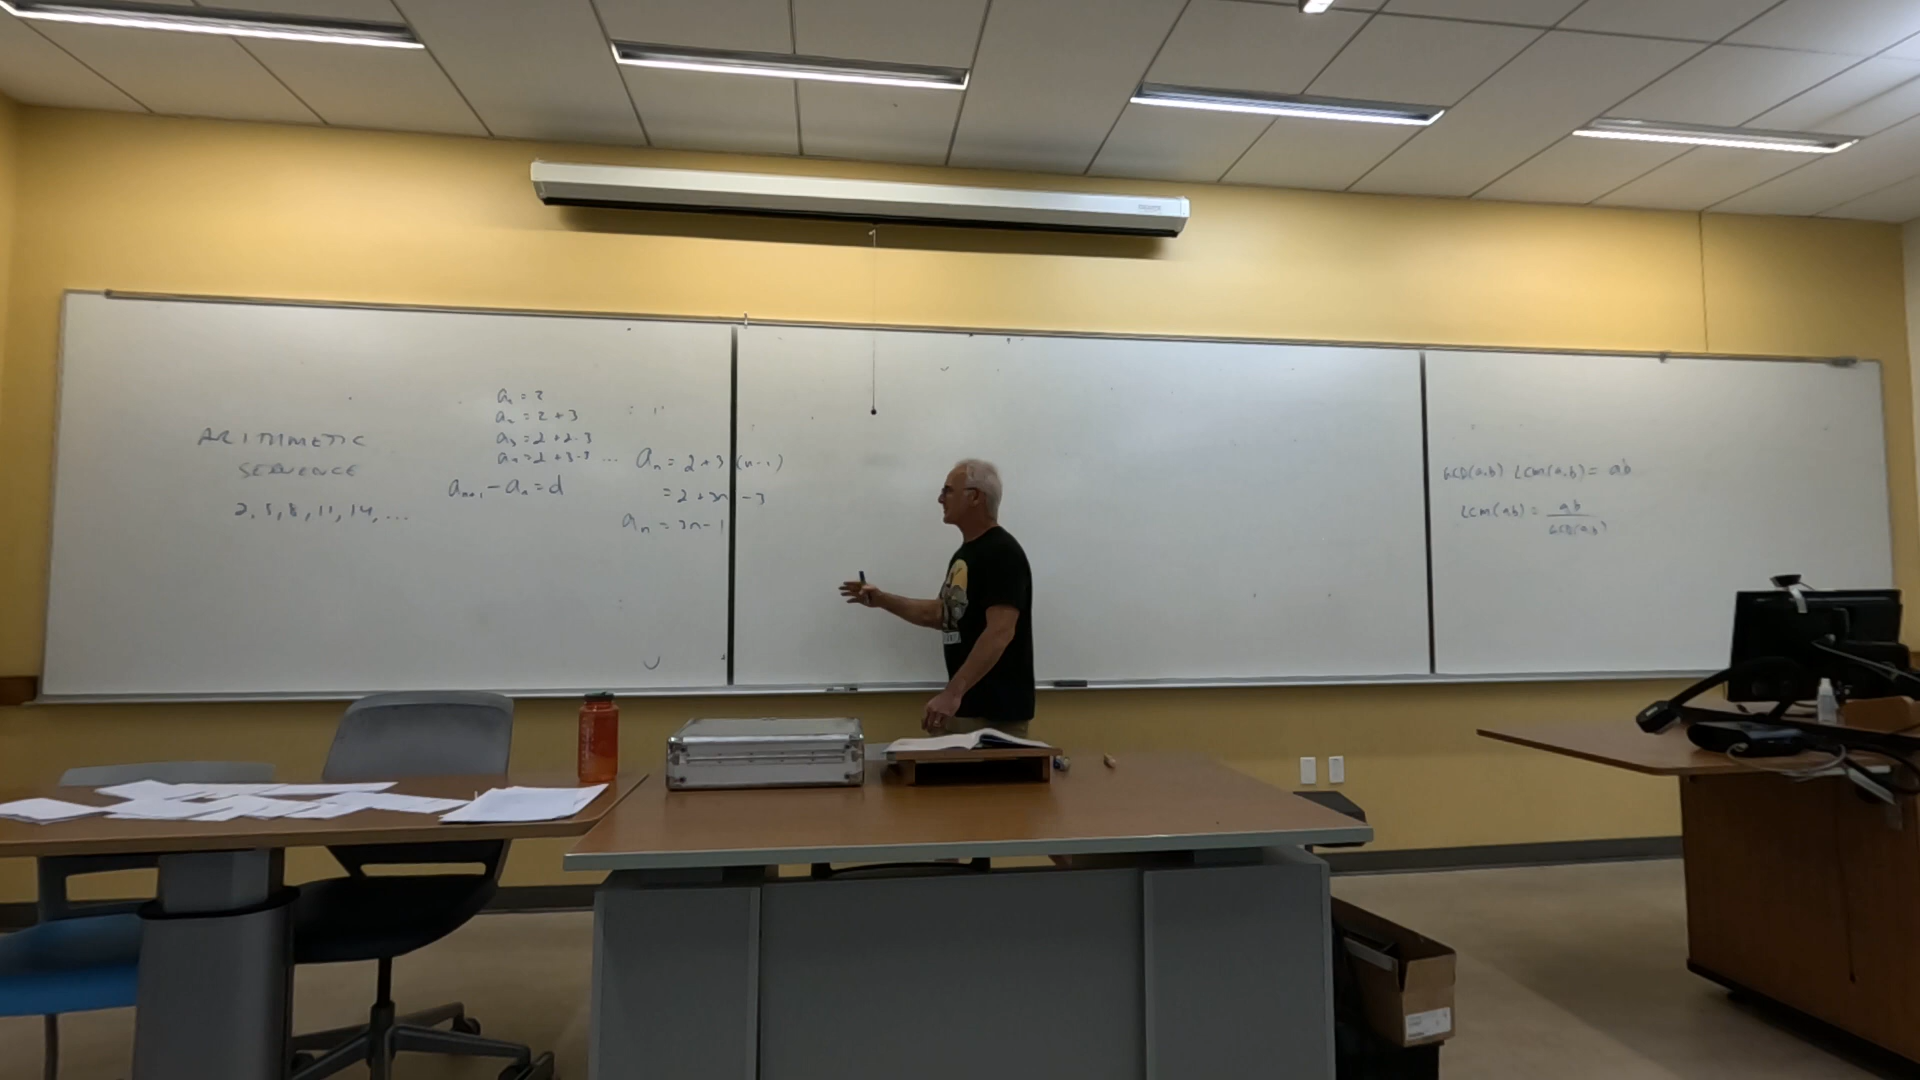 ARITHMETIC
SEQUENCE
2, 5, 8, 11, 14, ...
a₁ = 2
a₂ = 2 + 3
a₃ = 2 + 2·3
a₄ = 2 + 3·3 ...
aₙ₊₁ - aₙ = d
aₙ = 2 + 3 (n-1)
= 2 + 3n - 3
aₙ = 3n - 1
GCD(a,b) LCM(a,b) = ab
LCM(a,b) = ab / GCD(a,b)